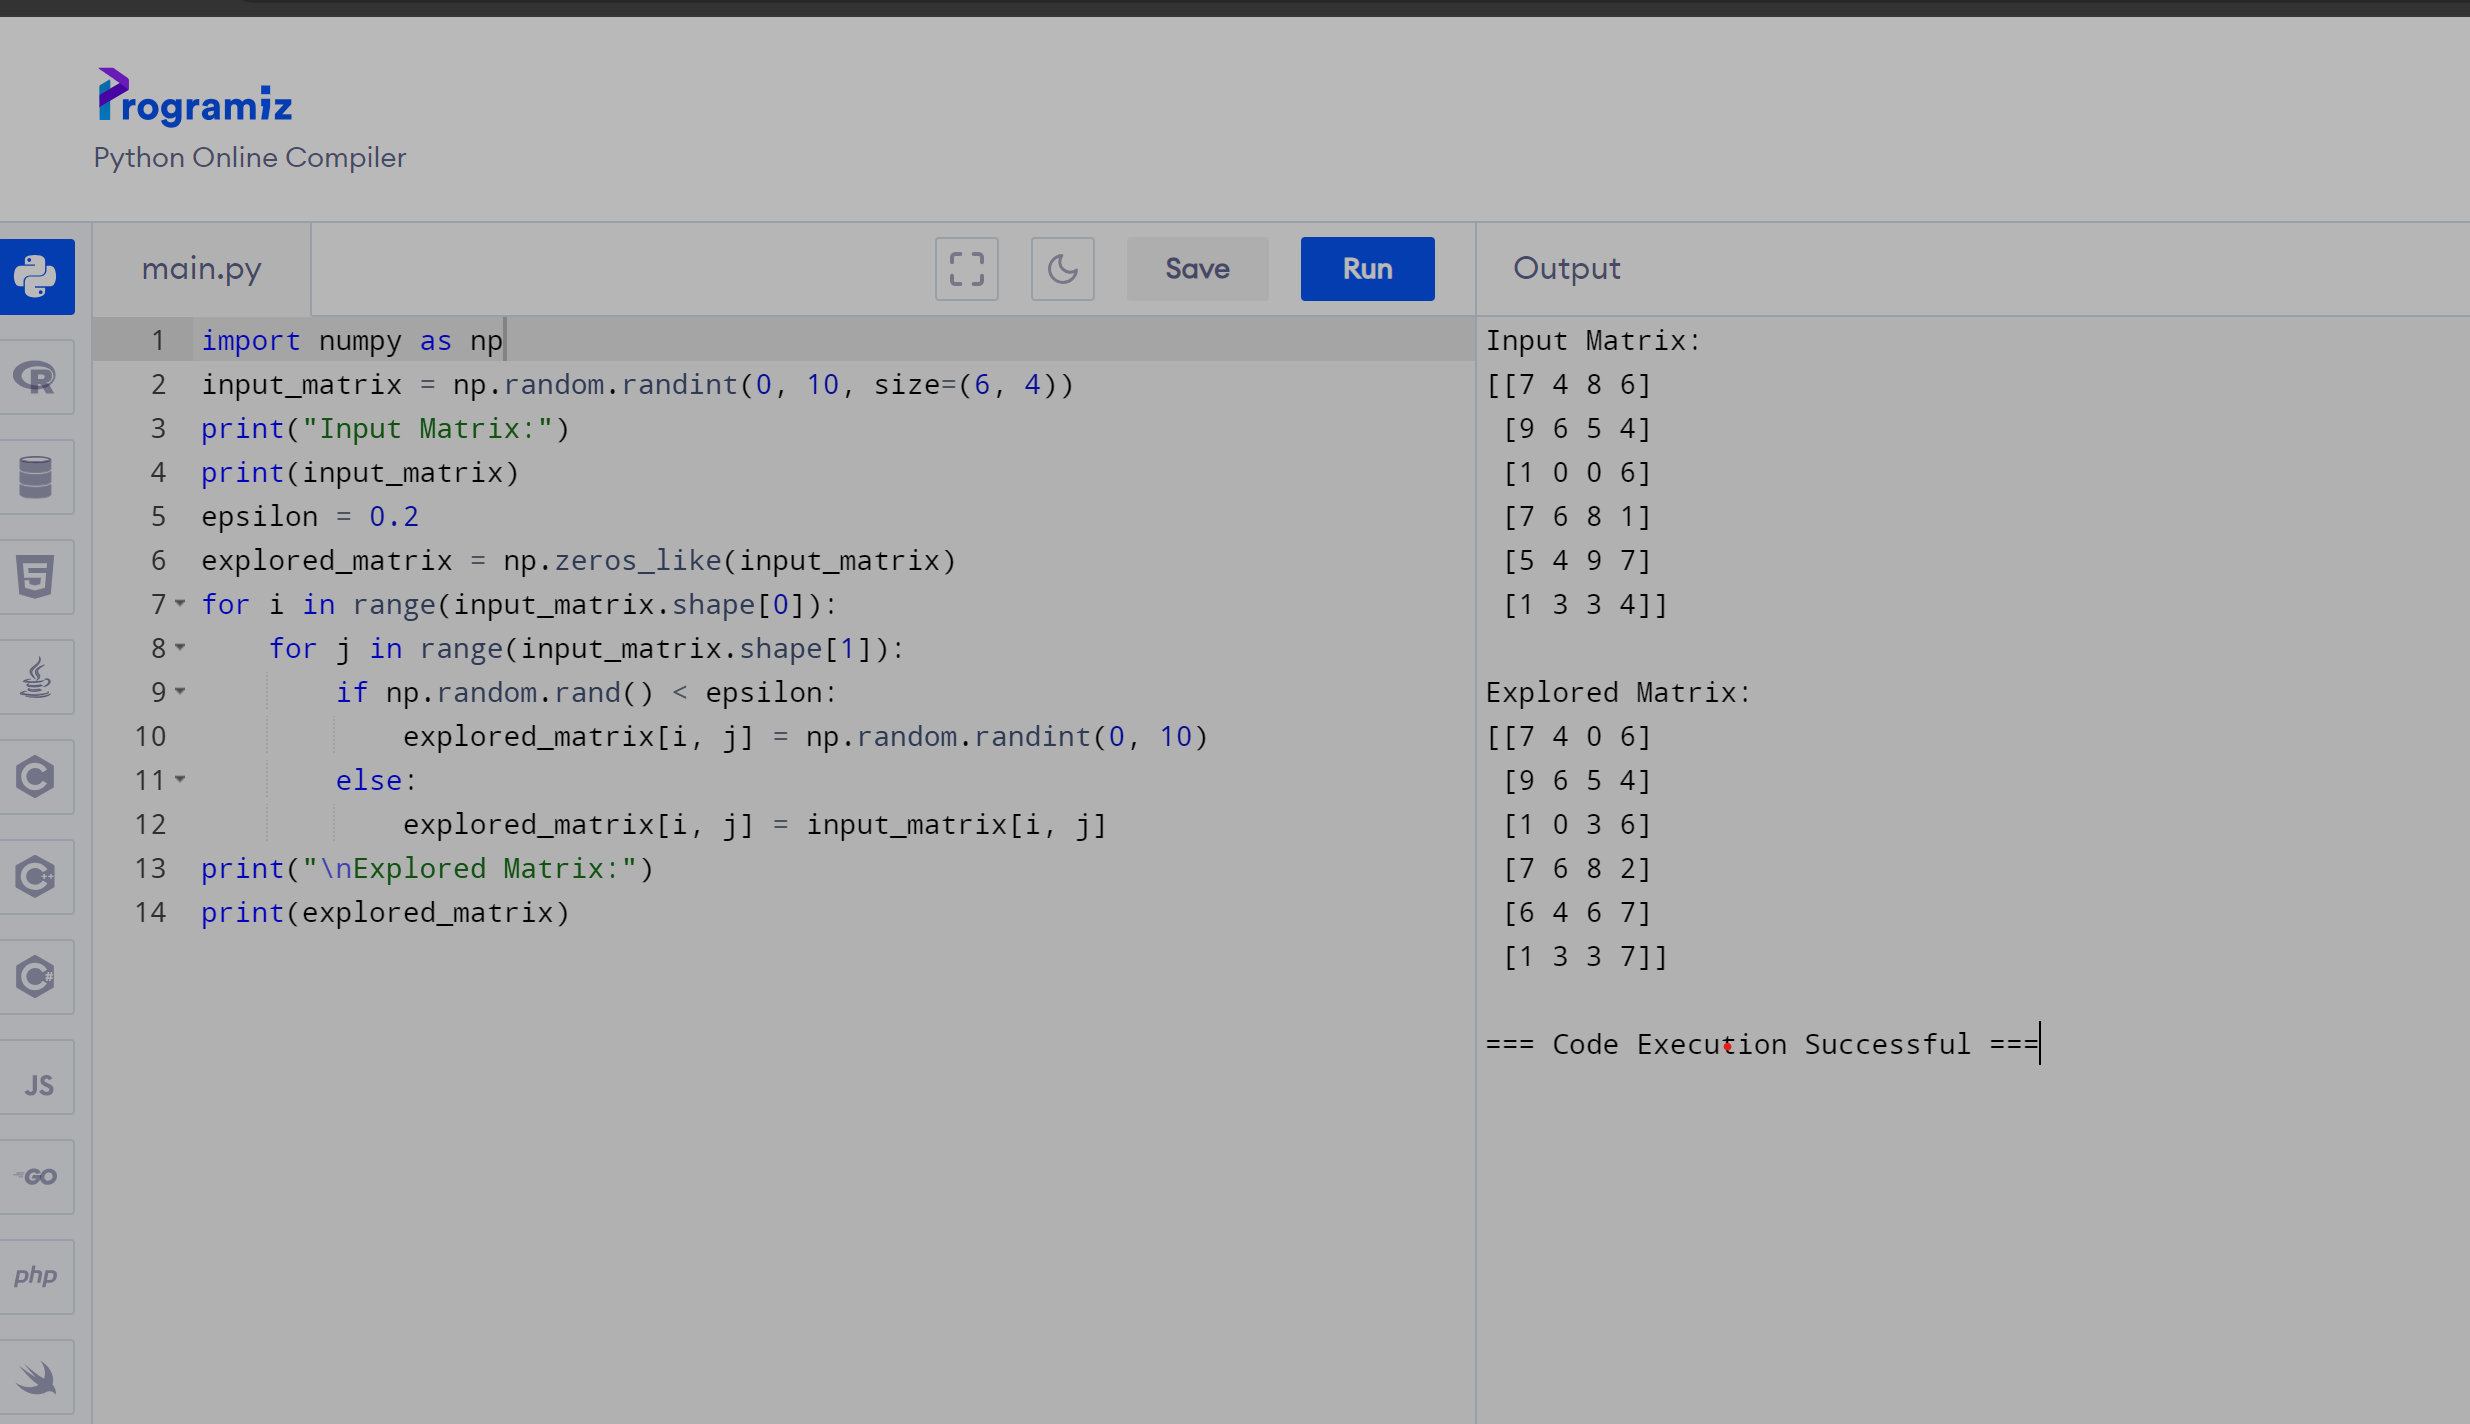 Programiz
Python Online Compiler
main.py
Save
Run
Output
1 import numpy as np
2 input_matrix = np.random.randint(0, 10, size=(6, 4))
3 print("Input Matrix:")
4 print(input_matrix)
5 epsilon = 0.2
6 explored_matrix = np.zeros_like(input_matrix)
7 for i in range(input_matrix.shape[0]):
8     for j in range(input_matrix.shape[1]):
9         if np.random.rand() < epsilon:
10             explored_matrix[i, j] = np.random.randint(0, 10)
11         else:
12             explored_matrix[i, j] = input_matrix[i, j]
13 print("\nExplored Matrix:")
14 print(explored_matrix)
Input Matrix:
[[7 4 8 6]
 [9 6 5 4]
 [1 0 0 6]
 [7 6 8 1]
 [5 4 9 7]
 [1 3 3 4]]
Explored Matrix:
[[7 4 0 6]
 [9 6 5 4]
 [1 0 3 6]
 [7 6 8 2]
 [6 4 6 7]
 [1 3 3 7]]
=== Code Execution Successful ===
R
5
C
C++
C#
JS
GO
php